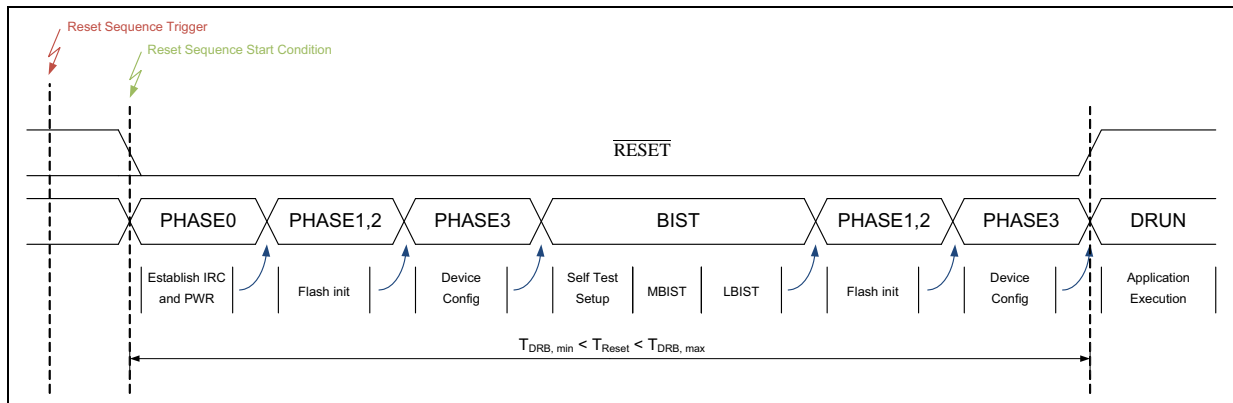 Reset Sequence Trigger
Reset Sequence Start Condition
RESET
PHASE0
PHASE1,2
PHASE3
BIST
PHASE1,2
PHASE3
DRUN
Establish IRC
and PWR
Flash init
Device
Config
Self Test
Setup
MBIST
LBIST
Flash init
Device
Config
Application
Execution
TDRB, min < TReset < TDRB, max